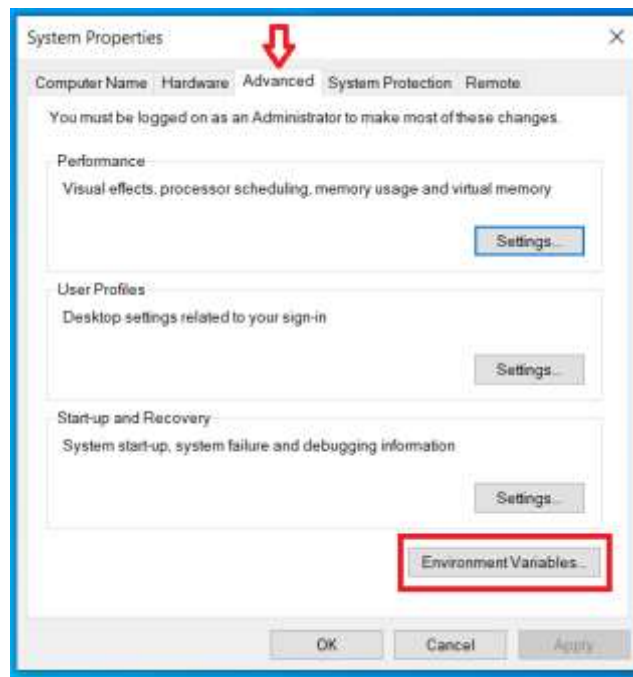 System Properties
Computer Name Hardware Advanced System Protection Remote
You must be logged on as an Administrator to make most of these changes.
Performance
Visual effects, processor scheduling, memory usage and virtual memory
Settings...
User Profiles
Desktop settings related to your sign-in
Settings...
Start-up and Recovery
System start-up, system failure and debugging information
Settings...
Environment Variables...
OK Cancel Apply